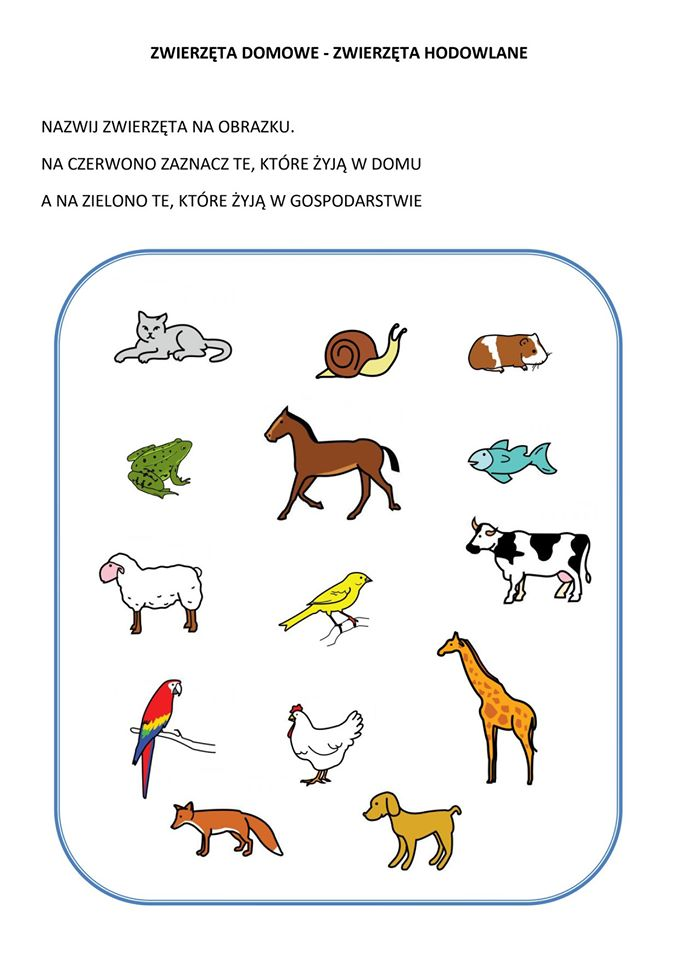 ZWIERZĘTA DOMOWE - ZWIERZĘTA HODOWLANE
NAZWIJ ZWIERZĘTA NA OBRAZKU.
NA CZERWONO ZAZNACZ TE, KTÓRE ŻYJĄ W DOMU
A NA ZIELONO TE, KTÓRE ŻYJĄ W GOSPODARSTWIE